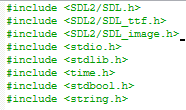 #include <SDL2/SDL.h>
#include <SDL2/SDL_ttf.h>
#include <SDL2/SDL_image.h>
#include <stdio.h>
#include <stdlib.h>
#include <time.h>
#include <stdbool.h>
#include <string.h>